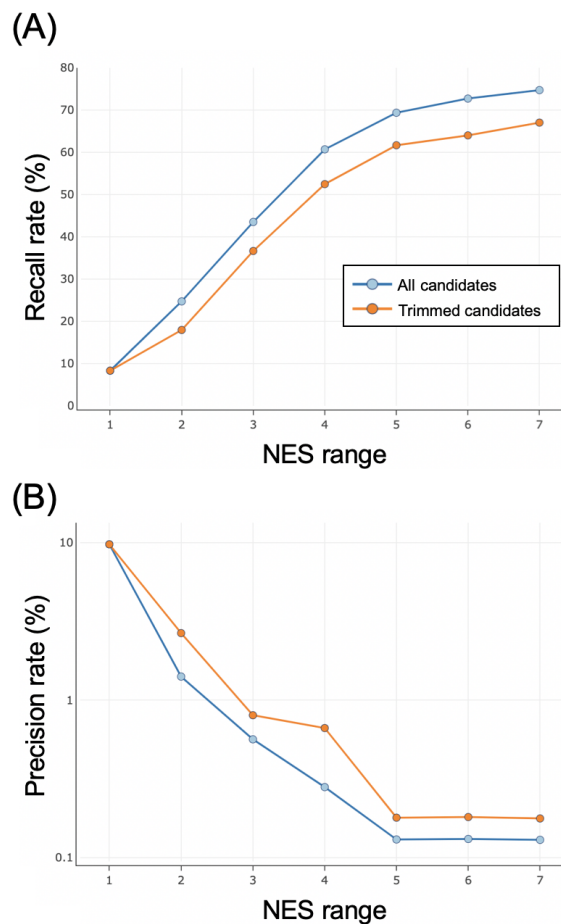 (A)
80
70
60
50
40
30
20
10
0
Recall rate (%)
All candidates
Trimmed candidates
1 2 3 4 5 6 7
NES range
(B)
10
1
0.1
Precision rate (%)
1 2 3 4 5 6 7
NES range